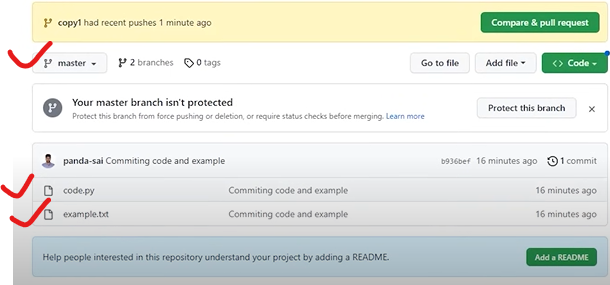 copy1 had recent pushes 1 minute ago Compare & pull request
master 2 branches 0 tags Go to file Add file Code
Your master branch isn't protected
Protect this branch from force pushing or deletion, or require status checks before merging. Learn more Protect this branch
panda-sai Commiting code and example b936bef 16 minutes ago 1 commit
code.py Commiting code and example 16 minutes ago
example.txt Commiting code and example 16 minutes ago
Help people interested in this repository understand your project by adding a README. Add a README